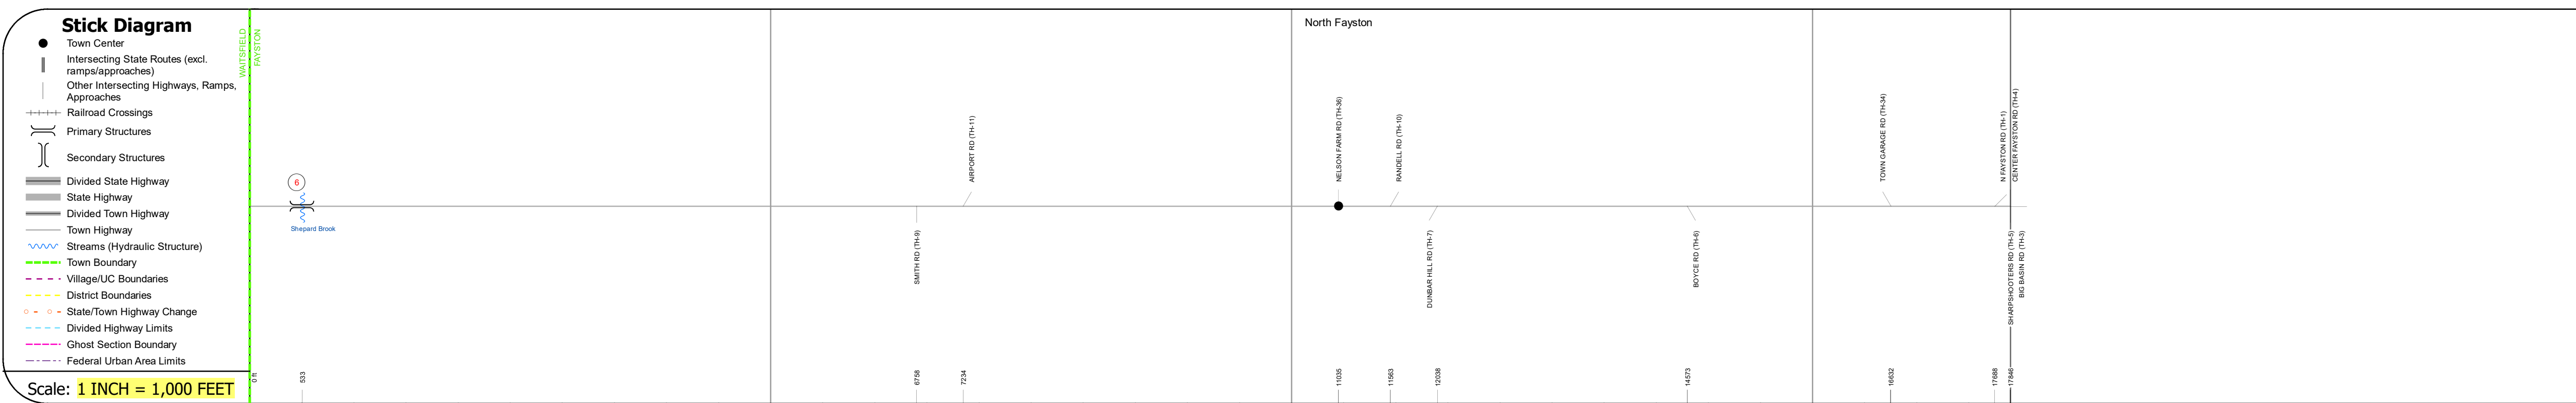 Stick Diagram
Town Center
Intersecting State Routes (excl.
ramps/approaches)
Other Intersecting Highways, Ramps,
Approaches
Railroad Crossings
Primary Structures
Secondary Structures
Divided State Highway
State Highway
Divided Town Highway
Town Highway
Streams (Hydraulic Structure)
Town Boundary
Village/UC Boundaries
District Boundaries
State/Town Highway Change
Divided Highway Limits
Ghost Section Boundary
Federal Urban Area Limits
Scale: 1 INCH = 1,000 FEET
WAITSFIELD
FAYSTON
North Fayston
6
Shepard Brook
SMITH RD (TH-9)
AIRPORT RD (TH-11)
NELSON FARM RD (TH-36)
RANDELL RD (TH-10)
DUNBAR HILL RD (TH-7)
BOYCE RD (TH-6)
TOWN GARAGE RD (TH-34)
N FAYSTON RD (TH-1)
CENTER FAYSTON RD (TH-4)
SHARPSHOOTERS RD (TH-5)
BIG BASIN RD (TH-3)
0 ft
533
6758
7234
11035
11563
12038
14573
16632
17688
17846